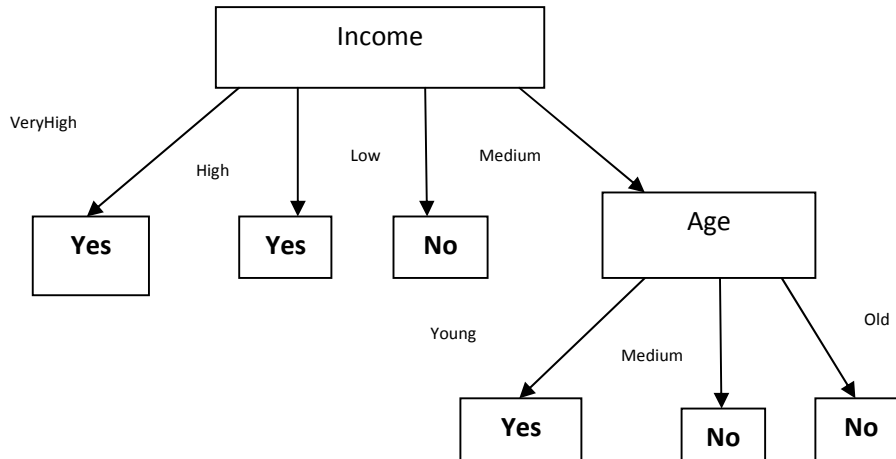 Income
VeryHigh
High
Low
Medium
Yes
Yes
No
Age
Young
Medium
Old
Yes
No
No